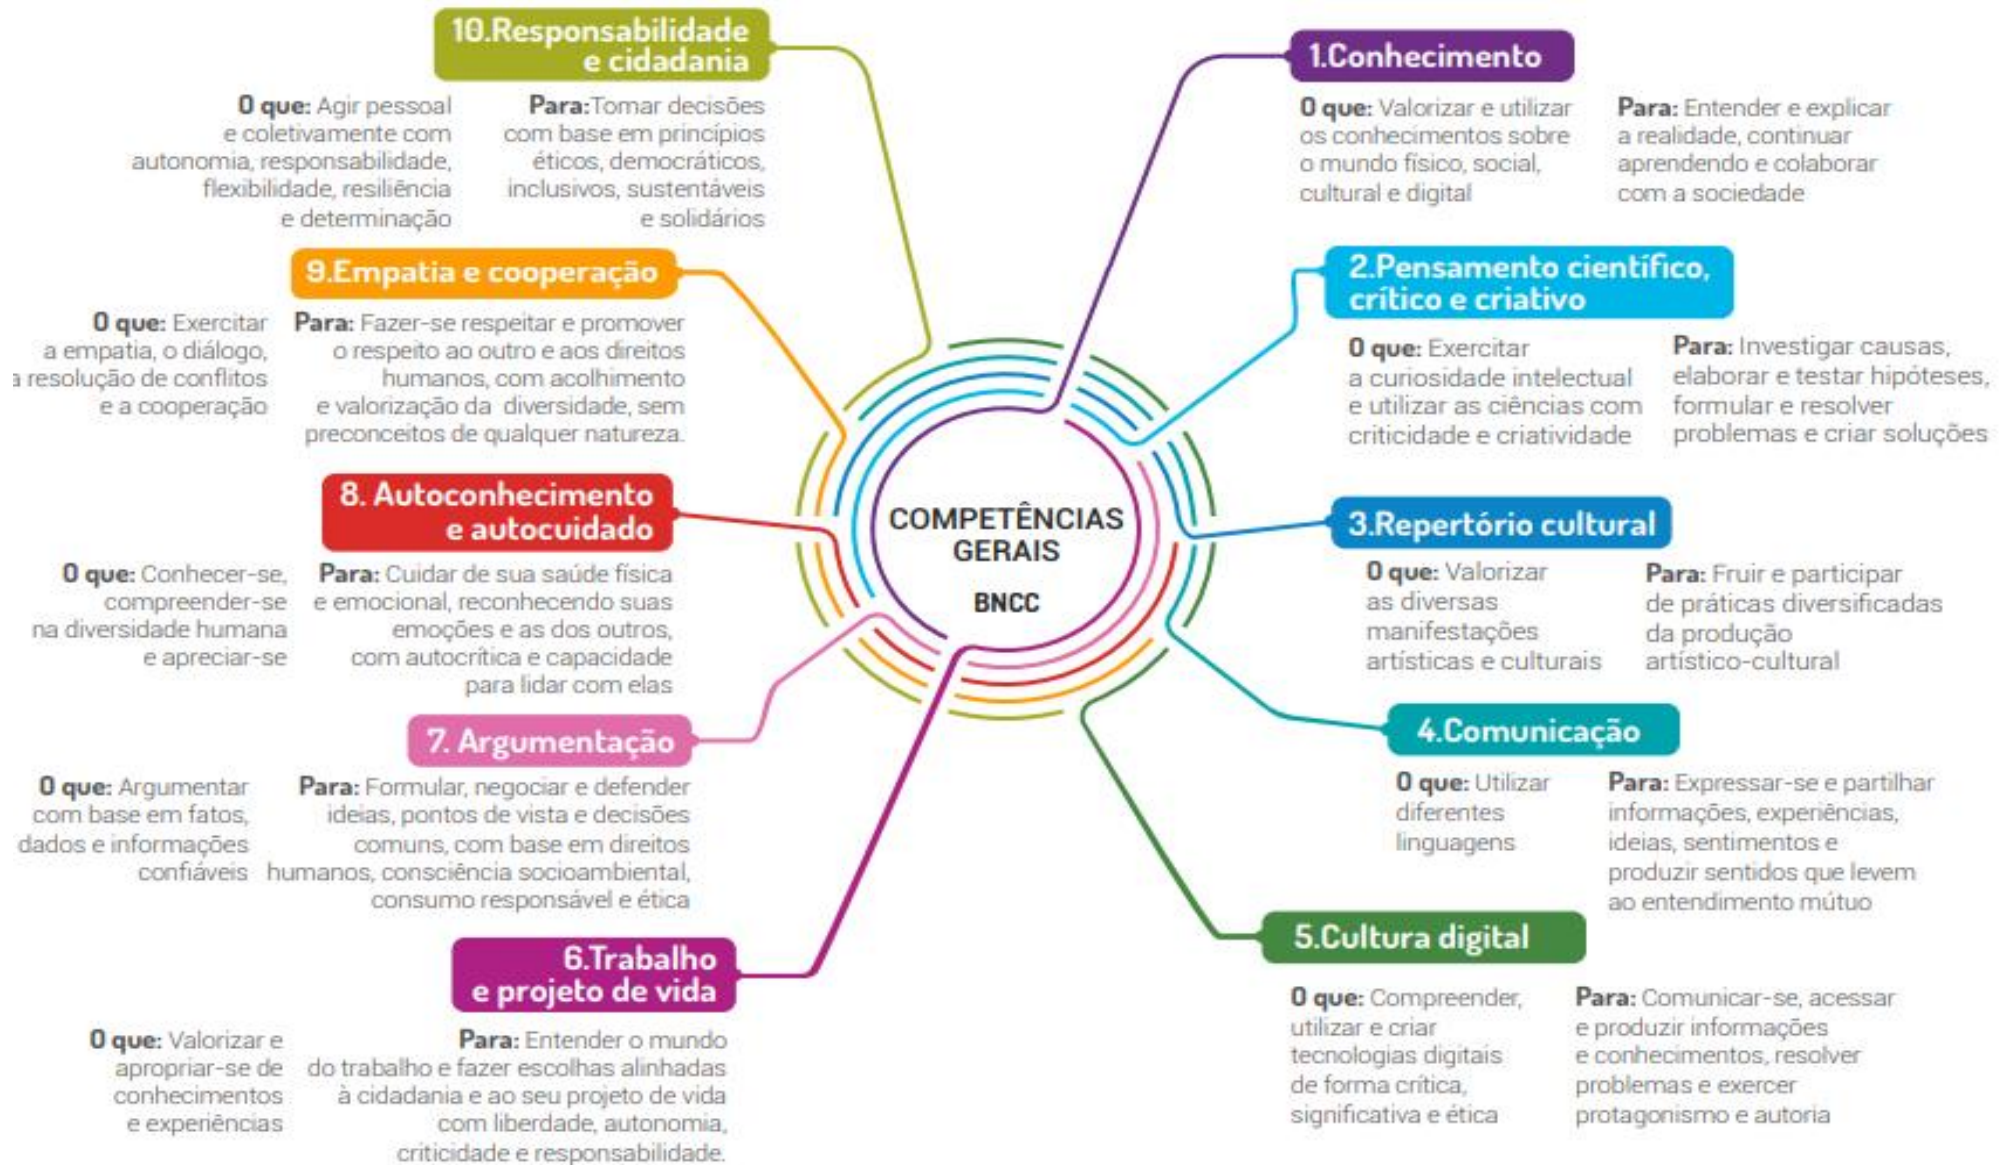 COMPETÊNCIAS
GERAIS
BNCC
1.Conhecimento
O que: Valorizar e utilizar
os conhecimentos sobre
o mundo físico, social,
cultural e digital
Para: Entender e explicar
a realidade, continuar
aprendendo e colaborar
com a sociedade
2.Pensamento científico,
crítico e criativo
O que: Exercitar
a curiosidade intelectual
e utilizar as ciências com
criticidade e criatividade
Para: Investigar causas,
elaborar e testar hipóteses,
formular e resolver
problemas e criar soluções
3.Repertório cultural
O que: Valorizar
as diversas
manifestações
artísticas e culturais
Para: Fruir e participar
de práticas diversificadas
da produção
artístico-cultural
4.Comunicação
O que: Utilizar
diferentes
linguagens
Para: Expressar-se e partilhar
informações, experiências,
ideias, sentimentos e
produzir sentidos que levem
ao entendimento mútuo
5.Cultura digital
O que: Compreender,
utilizar e criar
tecnologias digitais
de forma crítica,
significativa e ética
Para: Comunicar-se, acessar
e produzir informações
e conhecimentos, resolver
problemas e exercer
protagonismo e autoria
6.Trabalho
e projeto de vida
O que: Valorizar e
apropriar-se de
conhecimentos
e experiências
Para: Entender o mundo
do trabalho e fazer escolhas alinhadas
à cidadania e ao seu projeto de vida
com liberdade, autonomia,
criticidade e responsabilidade.
7. Argumentação
O que: Argumentar
com base em fatos,
dados e informações
confiáveis
Para: Formular, negociar e defender
ideias, pontos de vista e decisões
comuns, com base em direitos
humanos, consciência socioambiental,
consumo responsável e ética
8. Autoconhecimento
e autocuidado
O que: Conhecer-se,
compreender-se
na diversidade humana
e apreciar-se
Para: Cuidar de sua saúde física
e emocional, reconhecendo suas
emoções e as dos outros,
com autocrítica e capacidade
para lidar com elas
9.Empatia e cooperação
O que: Exercitar
a empatia, o diálogo,
a resolução de conflitos
e a cooperação
Para: Fazer-se respeitar e promover
o respeito ao outro e aos direitos
humanos, com acolhimento
e valorização da diversidade, sem
preconceitos de qualquer natureza.
10.Responsabilidade
e cidadania
O que: Agir pessoal
e coletivamente com
autonomia, responsabilidade,
flexibilidade, resiliência
e determinação
Para:Tomar decisões
com base em princípios
éticos, democráticos,
inclusivos, sustentáveis
e solidários